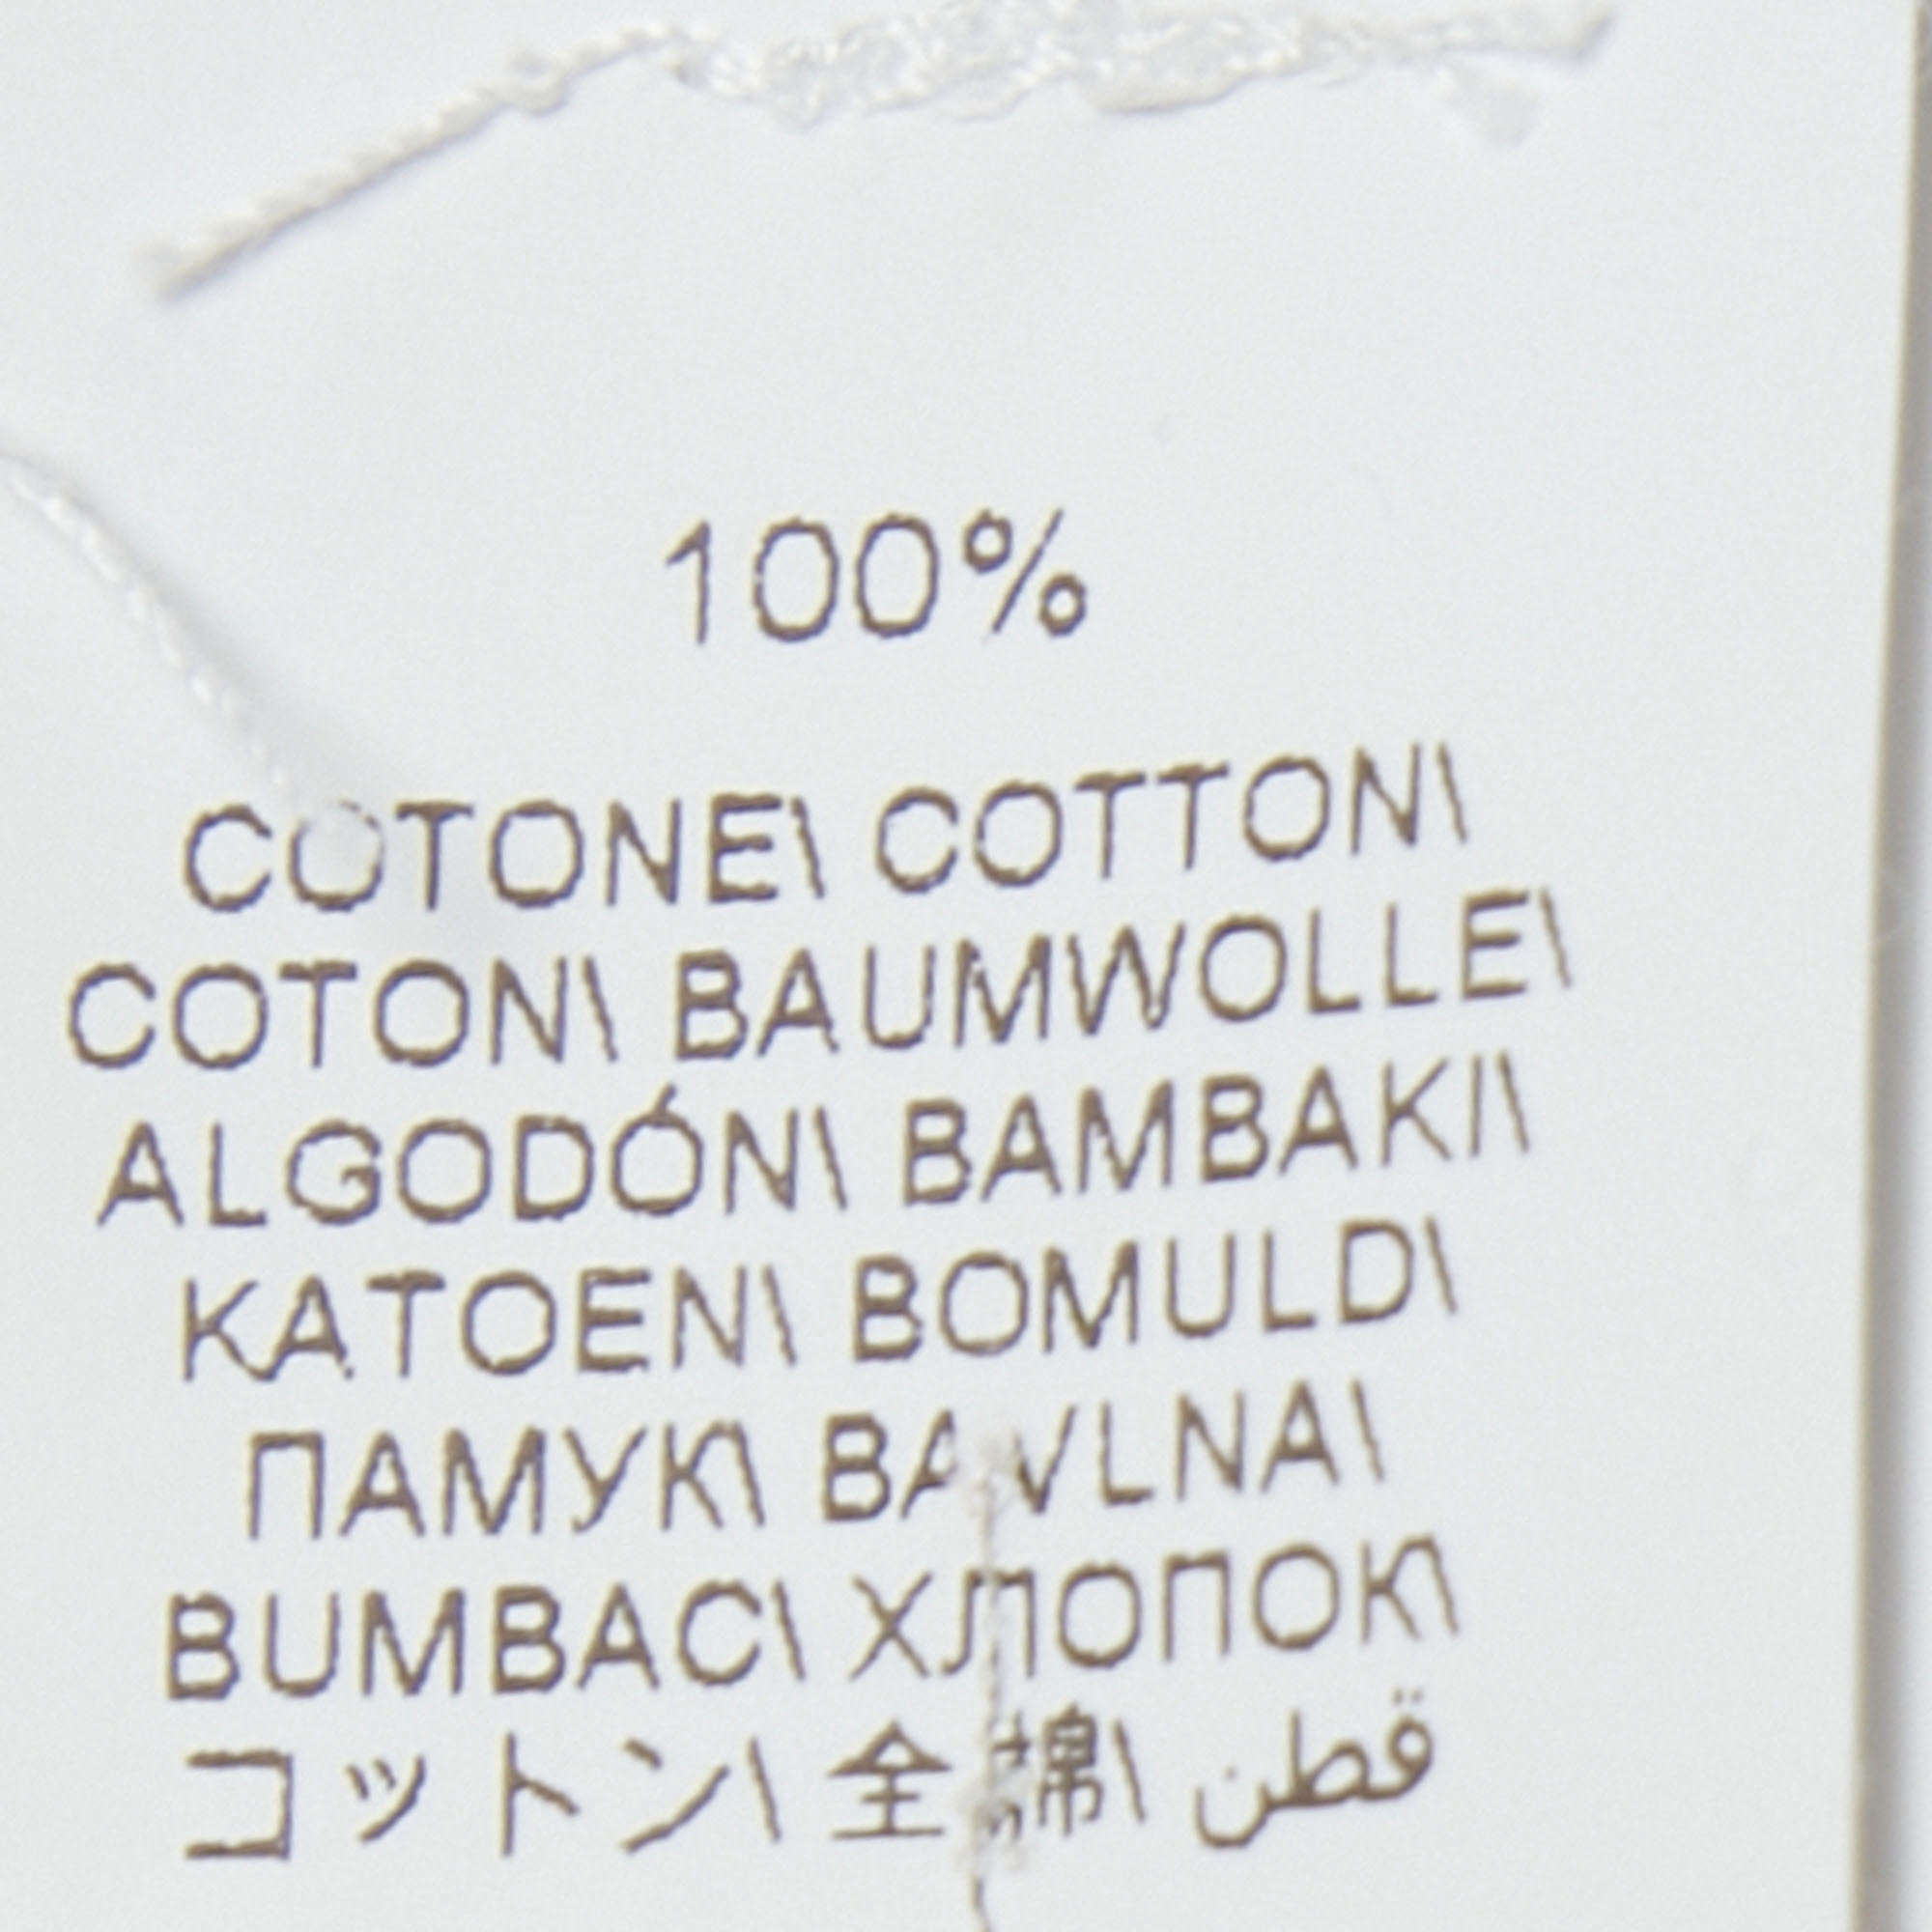 100%
COTONE\ COTTON\
COTON\ BAUMWOLLE\
ALGODÓN\ BAMBAKI\
KATOEN\ BOMULD\
ПАМУК\ BAVLNA\
BUMBAC\ ХЛОПОК\
コットン\ 全綿\ قطن